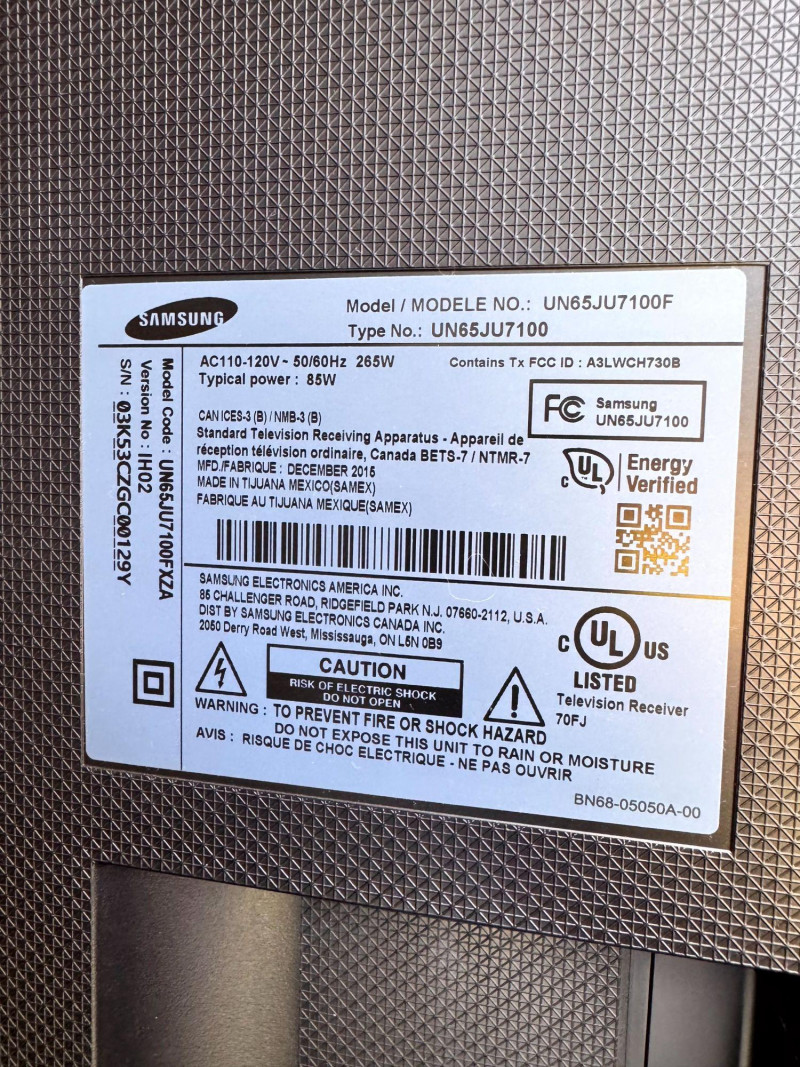 SAMSUNG
Model / MODELE NO.: UN65JU7100F
Type No.: UN65JU7100
Model Code : UN65JU7100FXZA
Version No : IH02
S/N : 03K53CZGC00129Y
AC110-120V~ 50/60Hz 265W
Typical power : 85W
Contains Tx FCC ID : A3LWCH730B
FC Samsung
UN65JU7100
CAN ICES-3 (B) / NMB-3 (B)
Standard Television Receiving Apparatus - Appareil de
réception télévision ordinaire, Canada BETS-7 / NTMR-7
MFD./FABRIQUE : DECEMBER 2015
MADE IN TIJUANA MEXICO(SAMEX)
FABRIQUE AU TIJUANA MEXIQUE(SAMEX)
C UL TM Energy
Verified
SAMSUNG ELECTRONICS AMERICA INC.
85 CHALLENGER ROAD, RIDGEFIELD PARK N.J. 07660-2112, U.S.A.
DIST BY SAMSUNG ELECTRONICS CANADA INC.
2050 Derry Road West, Mississauga, ON L5N 0B9
C UL US
LISTED
Television Receiver
70FJ
CAUTION
RISK OF ELECTRIC SHOCK
DO NOT OPEN
WARNING : TO PREVENT FIRE OR SHOCK HAZARD
DO NOT EXPOSE THIS UNIT TO RAIN OR MOISTURE
AVIS : RISQUE DE CHOC ELECTRIQUE - NE PAS OUVRIR
BN68-05050A-00